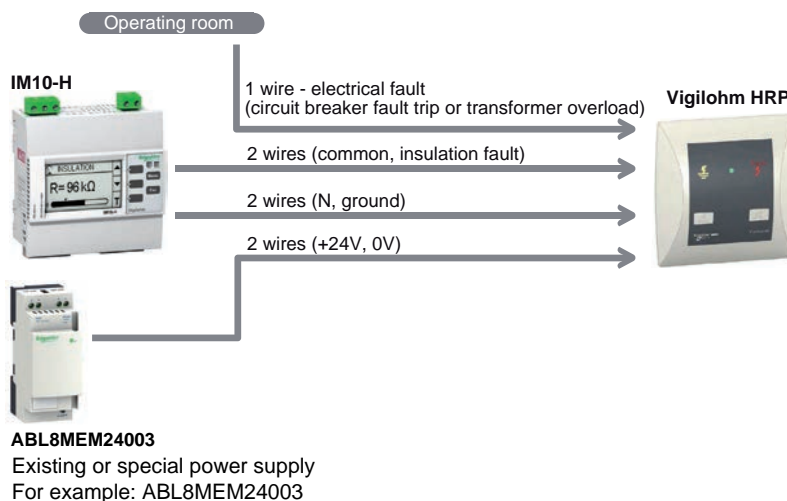 Operating room
IM10-H
1 wire - electrical fault
(circuit breaker fault trip or transformer overload)
Vigilohm HRP
INSULATION
R= 96 kΩ
2 wires (common, insulation fault)
2 wires (N, ground)
2 wires (+24V, 0V)
ABL8MEM24003
Existing or special power supply
For example: ABL8MEM24003